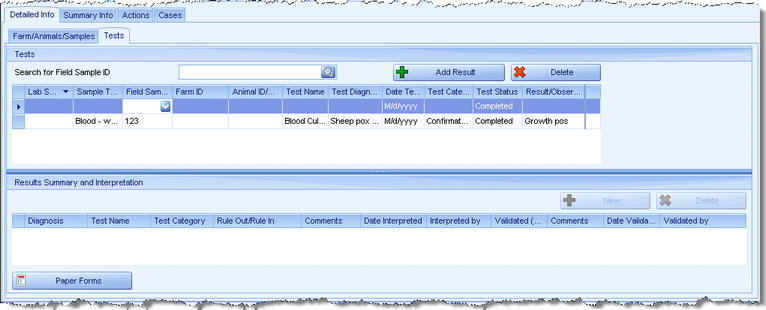 Detailed Info Summary Info Actions Cases
Farm/Animals/Samples Tests
Tests
Search for Field Sample ID Add Result Delete
Lab S... Sample T... Field Sam... Farm ID Animal ID/... Test Name Test Diagn... Date Te... Test Cate... Test Status Result/Obser...
M/d/yyyy Completed
Blood - w... 123 Blood Cul... Sheep pox ... M/d/yyyy Confirmat... Completed Growth pos
Results Summary and Interpretation
New Delete
Diagnosis Test Name Test Category Rule Out/Rule In Comments Date Interpreted Interpreted by Validated (... Comments Date Valida... Validated by
Paper Forms